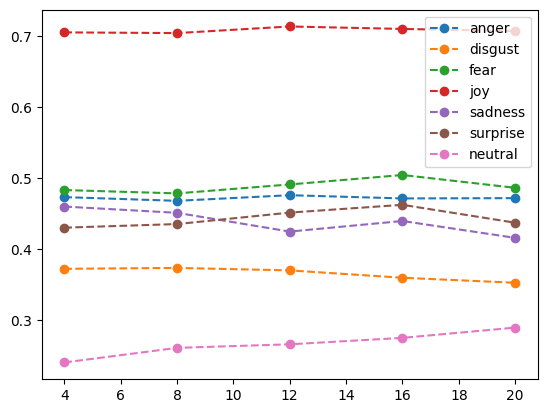 0.7
0.6
0.5
0.4
0.3
4 6 8 10 12 14 16 18 20
anger
disgust
fear
joy
sadness
surprise
neutral